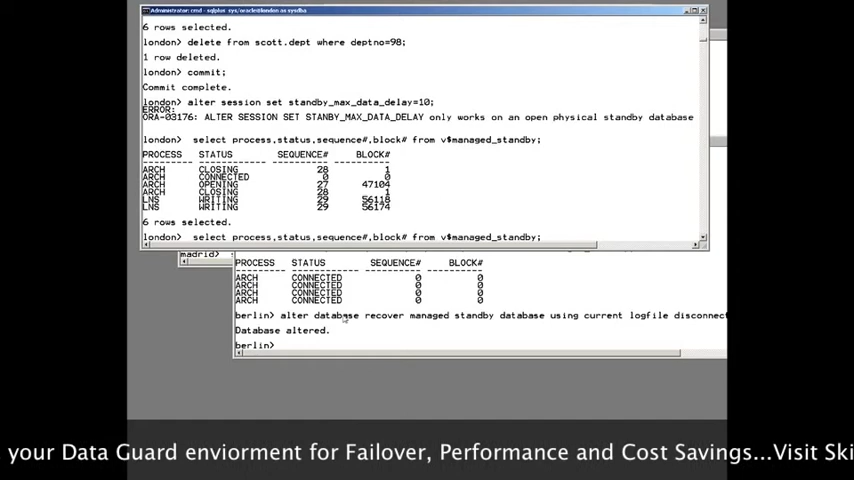 Administrator: cmd - sqlplus sys/oracle@london as sysdba
6 rows selected.
london> delete from scott.dept where deptno=98;
1 row deleted.
london> commit;
Commit complete.
london> alter session set standby_max_data_delay=10;
ERROR:
ORA-03176: ALTER SESSION SET STANBY_MAX_DATA_DELAY only works on an open physical standby database
london>  select process,status,sequence#,block# from v$managed_standby;
PROCESS   STATUS        SEQUENCE#     BLOCK#
--------- ------------ ---------- ----------
ARCH      CLOSING              28          1
ARCH      CONNECTED             0          0
ARCH      OPENING              27      47104
ARCH      CLOSING              28          1
LNS       WRITING              29      56118
LNS       WRITING              29      56174
6 rows selected.
london>  select process,status,sequence#,block# from v$managed_standby;
madrid>
PROCESS   STATUS        SEQUENCE#     BLOCK#
--------- ------------ ---------- ----------
ARCH      CONNECTED             0          0
ARCH      CONNECTED             0          0
ARCH      CONNECTED             0          0
ARCH      CONNECTED             0          0
berlin> alter database recover managed standby database using current logfile disconnect
Database altered.
berlin>
your Data Guard enviorment for Failover, Performance and Cost Savings...Visit Ski